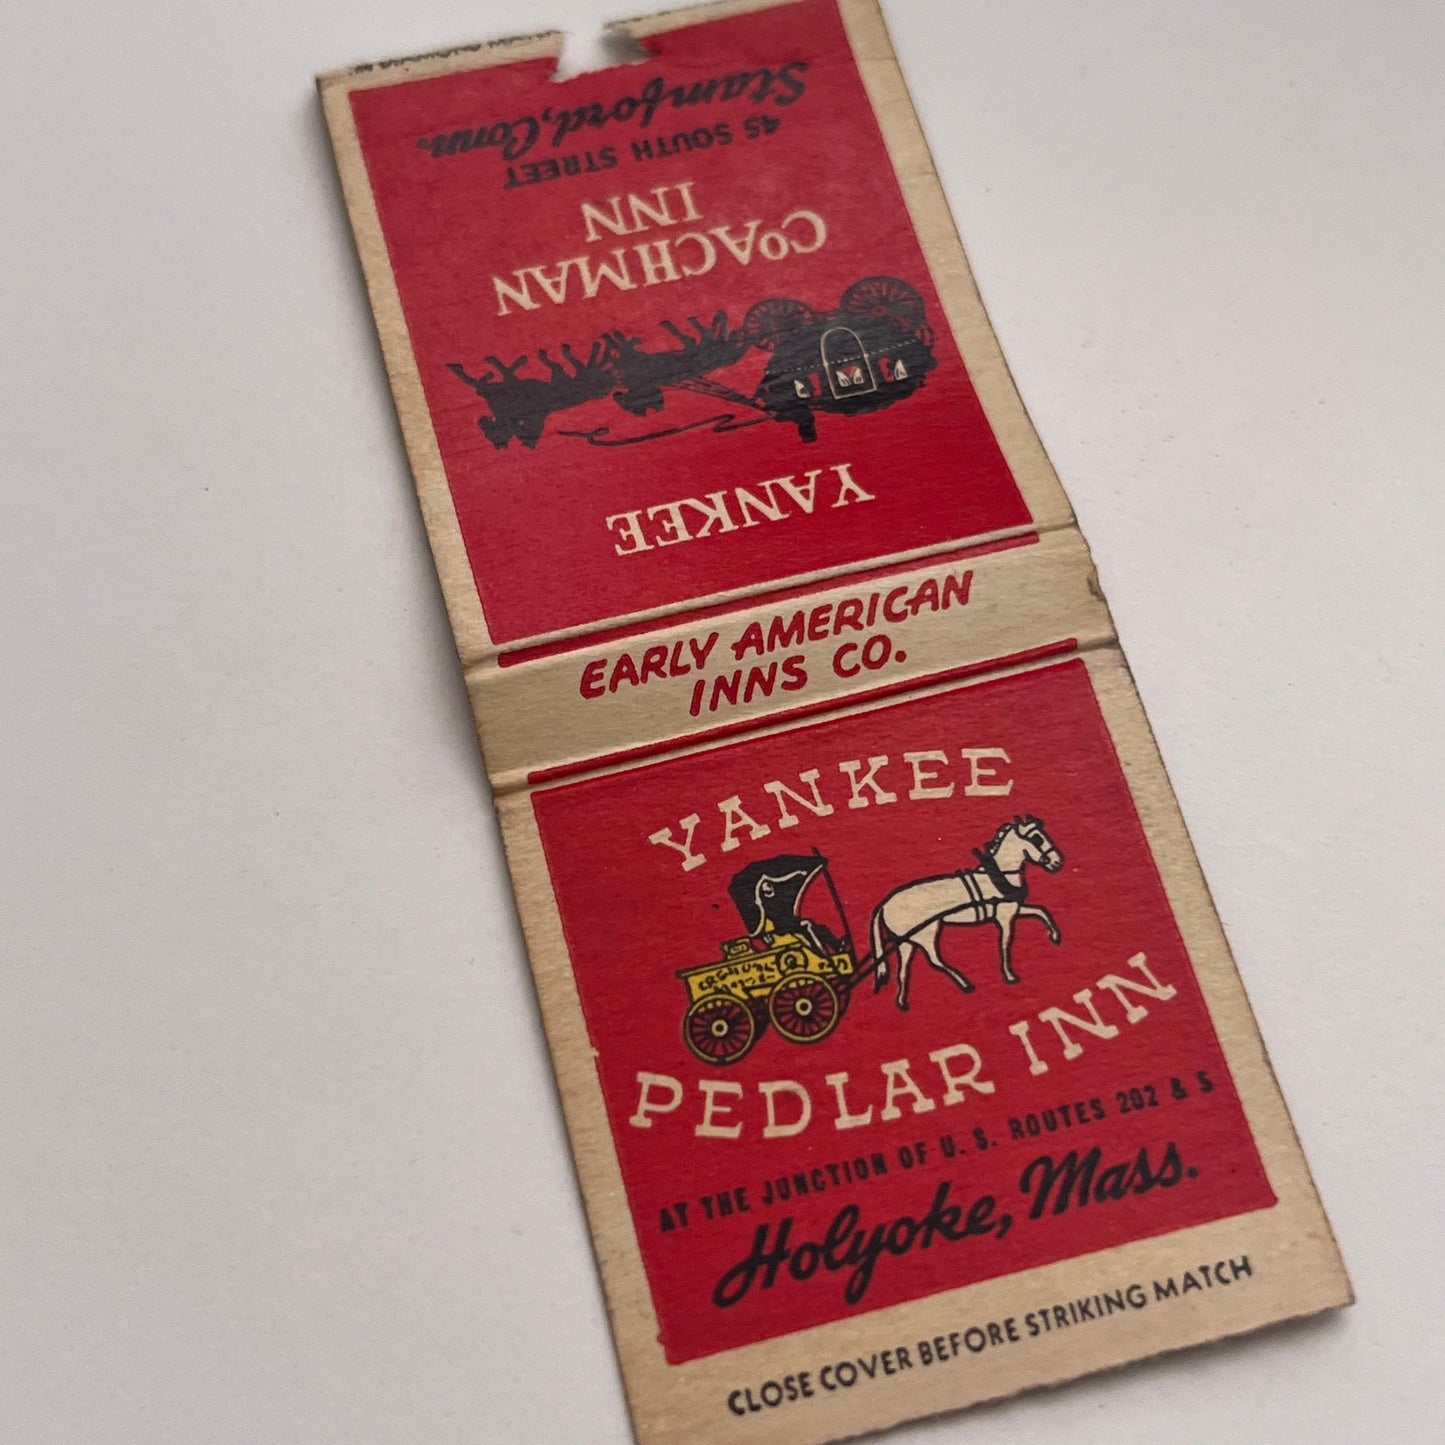 YANKEE
PEDLAR INN
AT THE JUNCTION OF U. S. ROUTES 202 & 5
Holyoke, Mass.
CLOSE COVER BEFORE STRIKING MATCH
EARLY AMERICAN
INNS CO.
YANKEE
COACHMAN
INN
45 SOUTH STREET
Stamford, Conn.